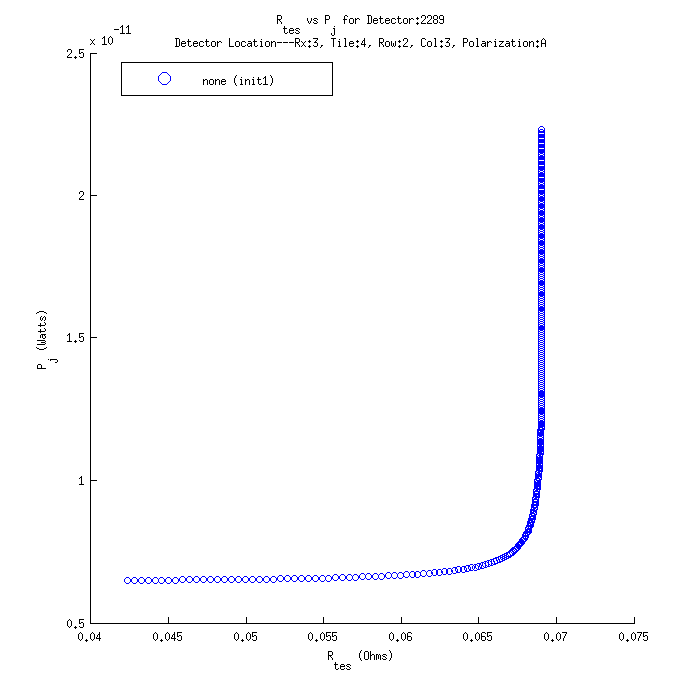 R_tes vs P_j for Detector:2289
Detector Location---Rx:3, Tile:4, Row:2, Col:3, Polarization:A
x 10^-11
2.5
none (init1)
2
1.5
P_j (Watts)
1
0.5
0.04 0.045 0.05 0.055 0.06 0.065 0.07 0.075
R_tes (Ohms)